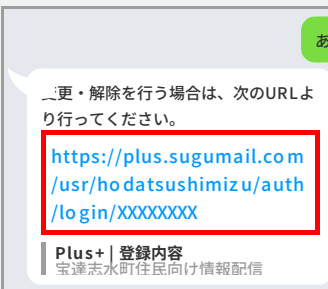 あ
変更・解除を行う場合は、次のURLよ
り行ってください。
https://plus.sugumail.com
/usr/hodatsushimizu/auth
/login/XXXXXXXX
Plus+ | 登録内容
宝達志水町住民向け情報配信